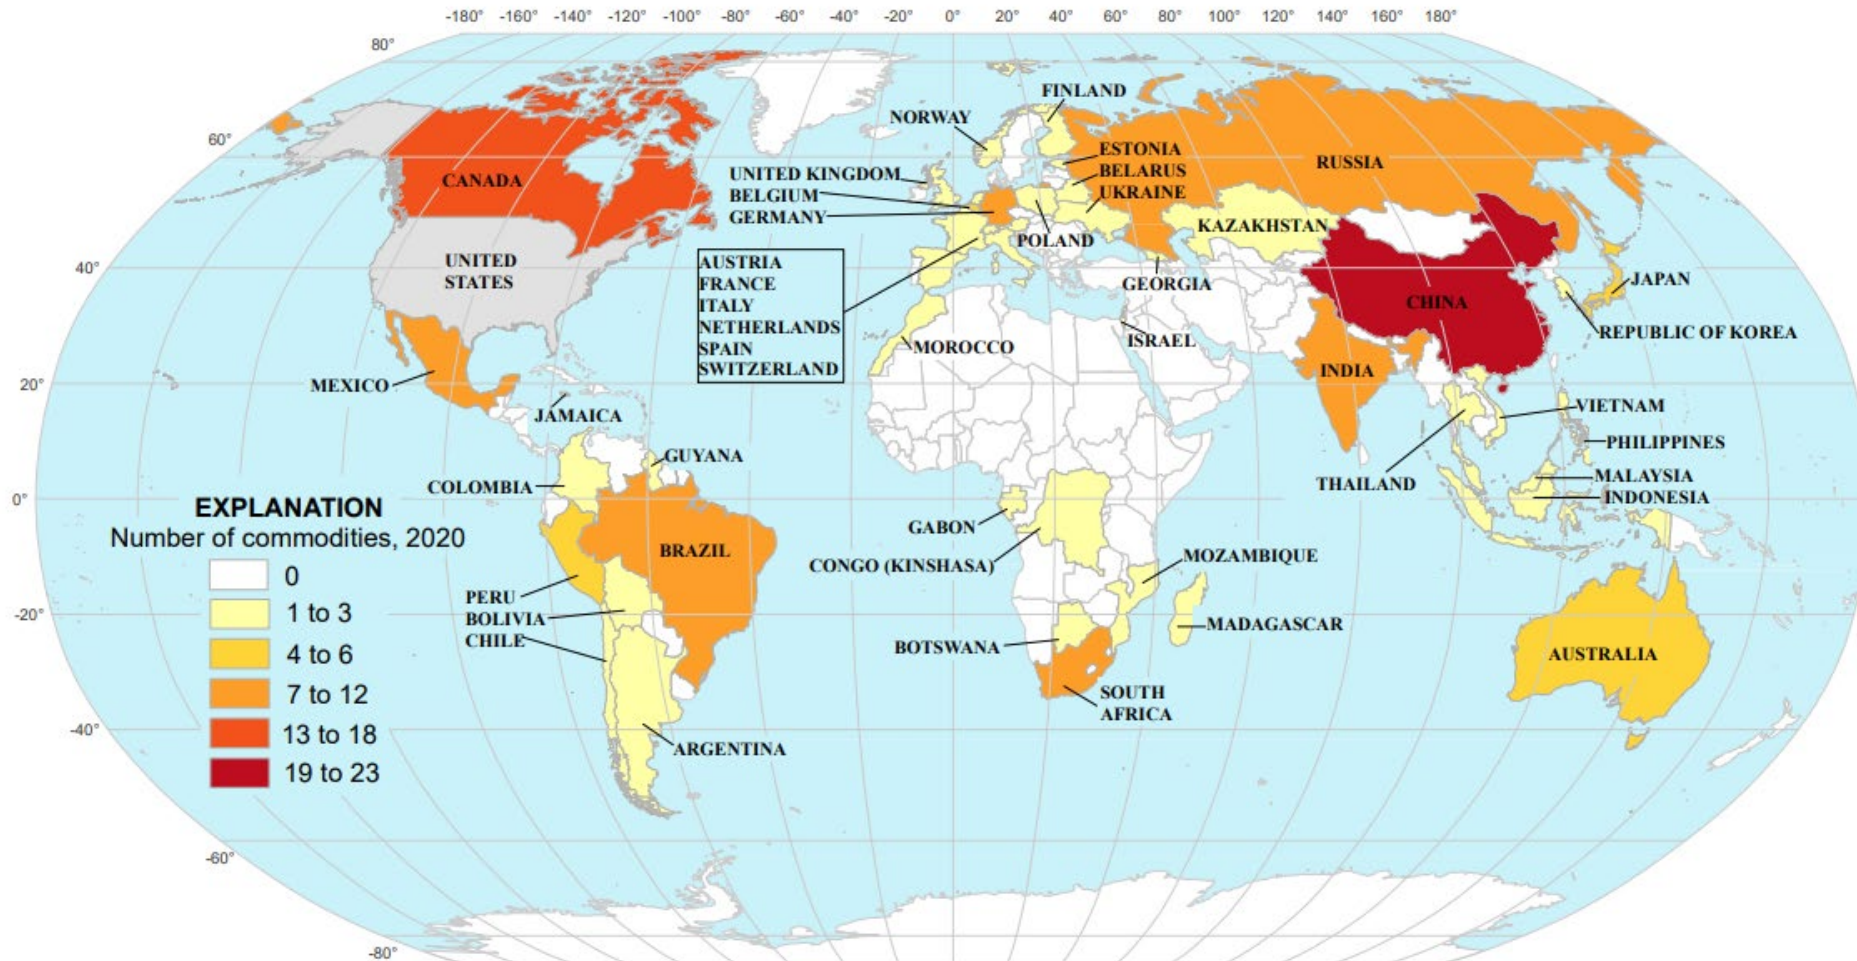 -180° -160° -140° -120° -100° -80° -60° -40° -20° 0° 20° 40° 60° 80° 100° 120° 140° 160° 180°
80°
60°
40°
20°
0°
-20°
-40°
-60°
-80°
FINLAND
NORWAY
ESTONIA
BELARUS
UKRAINE
RUSSIA
CANADA
UNITED KINGDOM
BELGIUM
GERMANY
KAZAKHSTAN
POLAND
UNITED
STATES
AUSTRIA
FRANCE
ITALY
NETHERLANDS
SPAIN
SWITZERLAND
GEORGIA
JAPAN
CHINA
REPUBLIC OF KOREA
ISRAEL
MOROCCO
INDIA
MEXICO
JAMAICA
VIETNAM
PHILIPPINES
GUYANA
COLOMBIA
THAILAND
MALAYSIA
INDONESIA
GABON
CONGO (KINSHASA)
MOZAMBIQUE
BRAZIL
PERU
BOLIVIA
CHILE
MADAGASCAR
BOTSWANA
AUSTRALIA
SOUTH
AFRICA
ARGENTINA
EXPLANATION
Number of commodities, 2020
0
1 to 3
4 to 6
7 to 12
13 to 18
19 to 23